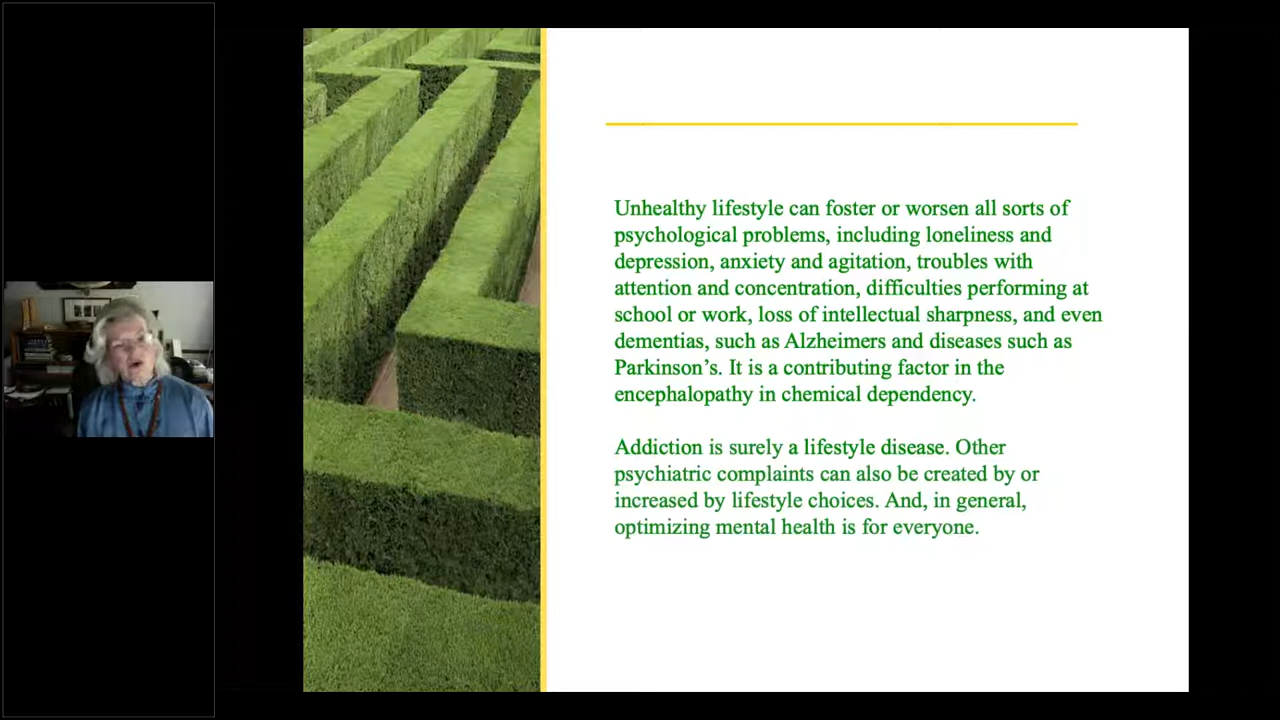 Unhealthy lifestyle can foster or worsen all sorts of
psychological problems, including loneliness and
depression, anxiety and agitation, troubles with
attention and concentration, difficulties performing at
school or work, loss of intellectual sharpness, and even
dementias, such as Alzheimers and diseases such as
Parkinson’s. It is a contributing factor in the
encephalopathy in chemical dependency.
Addiction is surely a lifestyle disease. Other
psychiatric complaints can also be created by or
increased by lifestyle choices. And, in general,
optimizing mental health is for everyone.